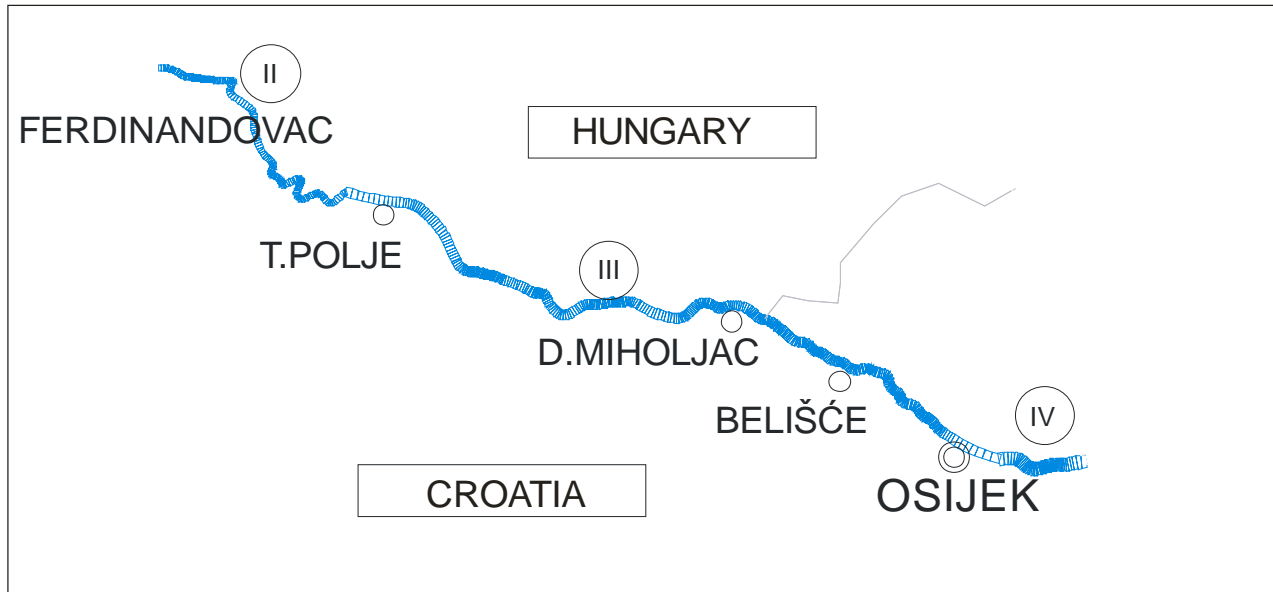 II
FERDINANDOVAC
HUNGARY
T.POLJE
III
D.MIHOLJAC
BELIŠĆE
IV
CROATIA
OSIJEK